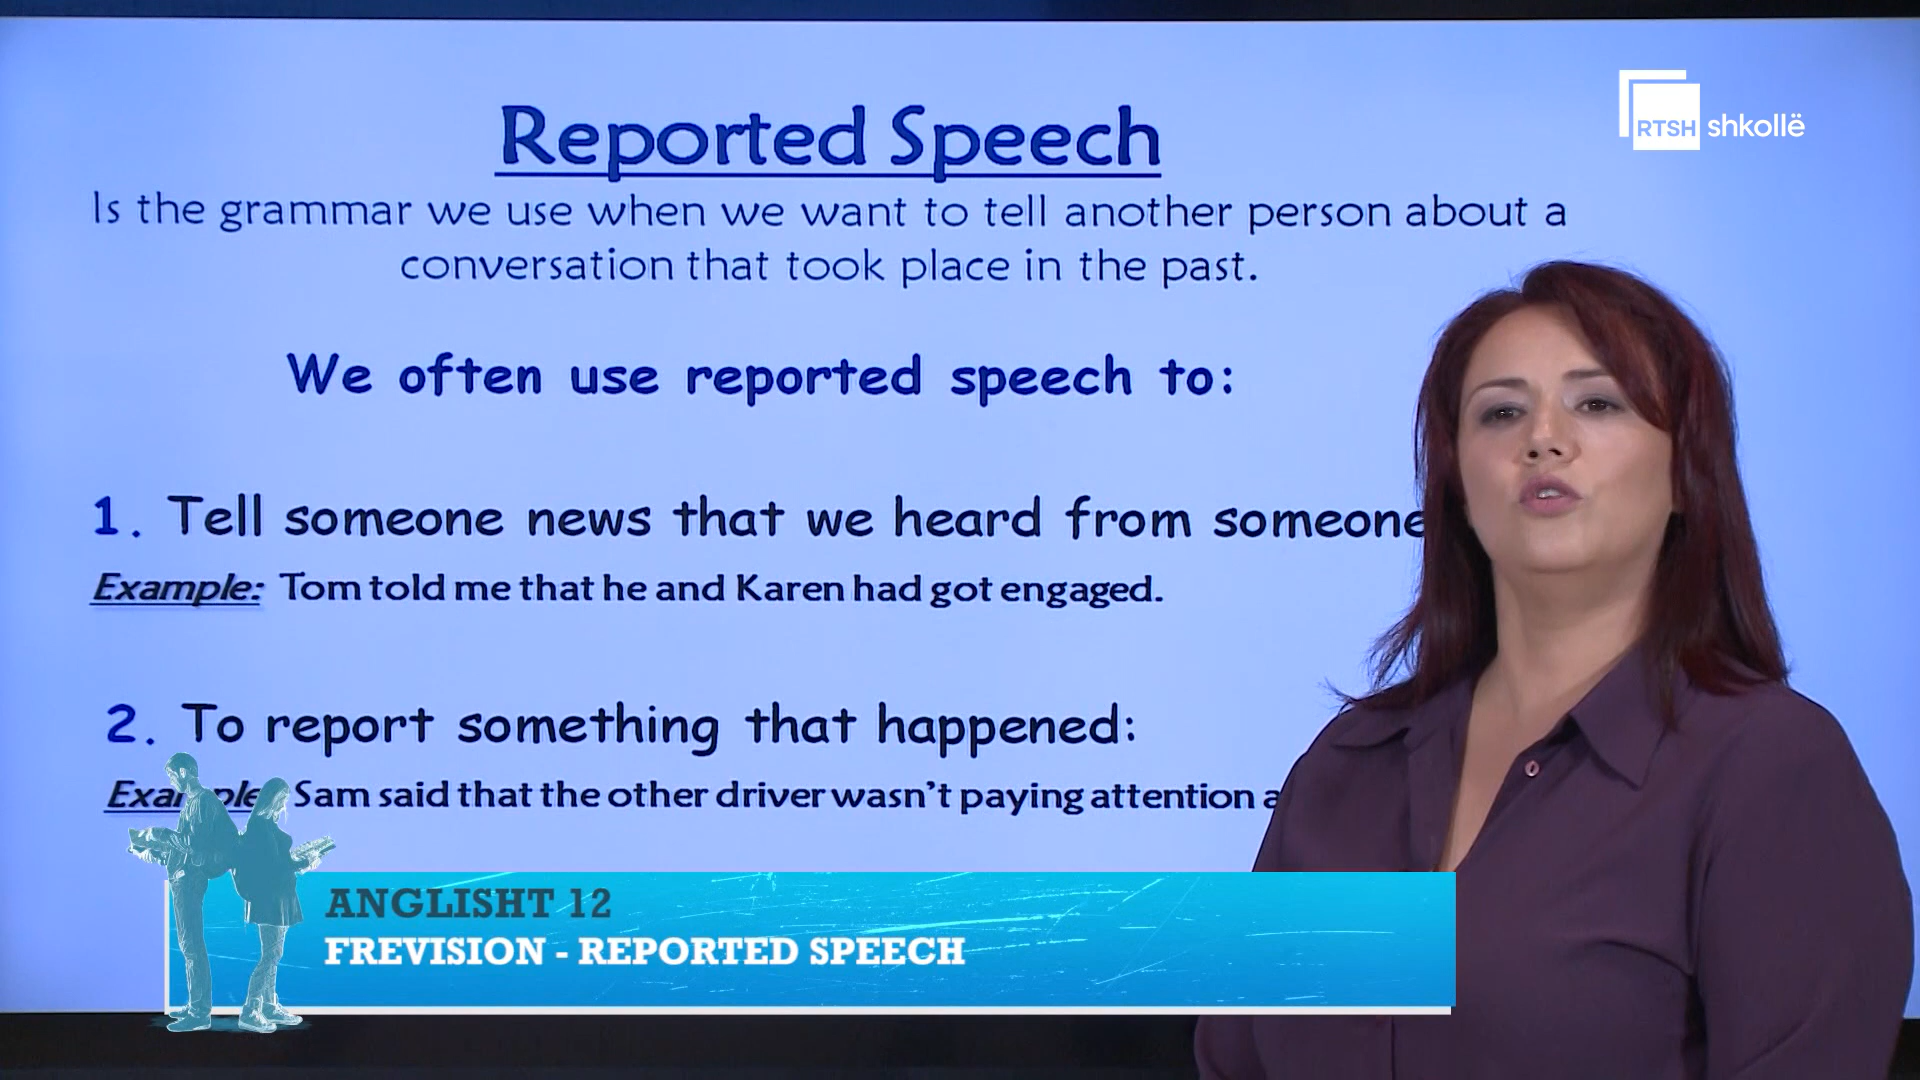 Reported Speech
RTSH shkollë
Is the grammar we use when we want to tell another person about a
conversation that took place in the past.
We often use reported speech to:
1. Tell someone news that we heard from someone
Example: Tom told me that he and Karen had got engaged.
2. To report something that happened:
Example: Sam said that the other driver wasn't paying attention
ANGLISHT 12
FREVISION - REPORTED SPEECH